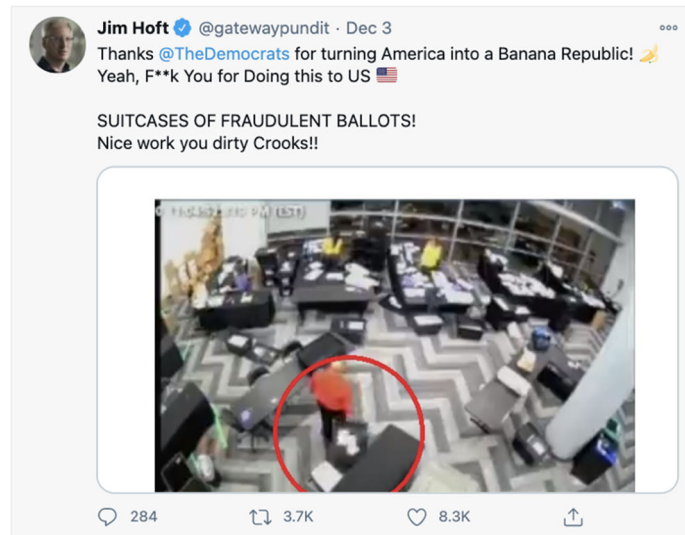 Jim Hoft @gatewaypundit · Dec 3
Thanks @TheDemocrats for turning America into a Banana Republic! 🍌
Yeah, F**k You for Doing this to US 🇺🇸
SUITCASES OF FRAUDULENT BALLOTS!
Nice work you dirty Crooks!!
PM (EST)
284 3.7K 8.3K